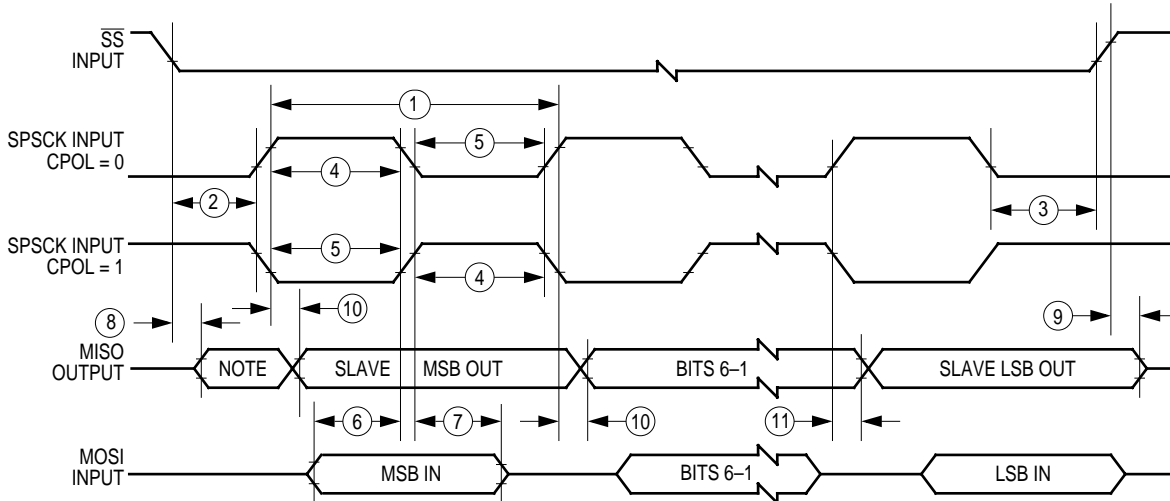 SS
INPUT
1
SPSCK INPUT
CPOL = 0
5
4
2
3
SPSCK INPUT
CPOL = 1
5
4
8
10
9
MISO
OUTPUT
NOTE
SLAVE MSB OUT
BITS 6–1
SLAVE LSB OUT
6
7
10
11
MOSI
INPUT
MSB IN
BITS 6–1
LSB IN